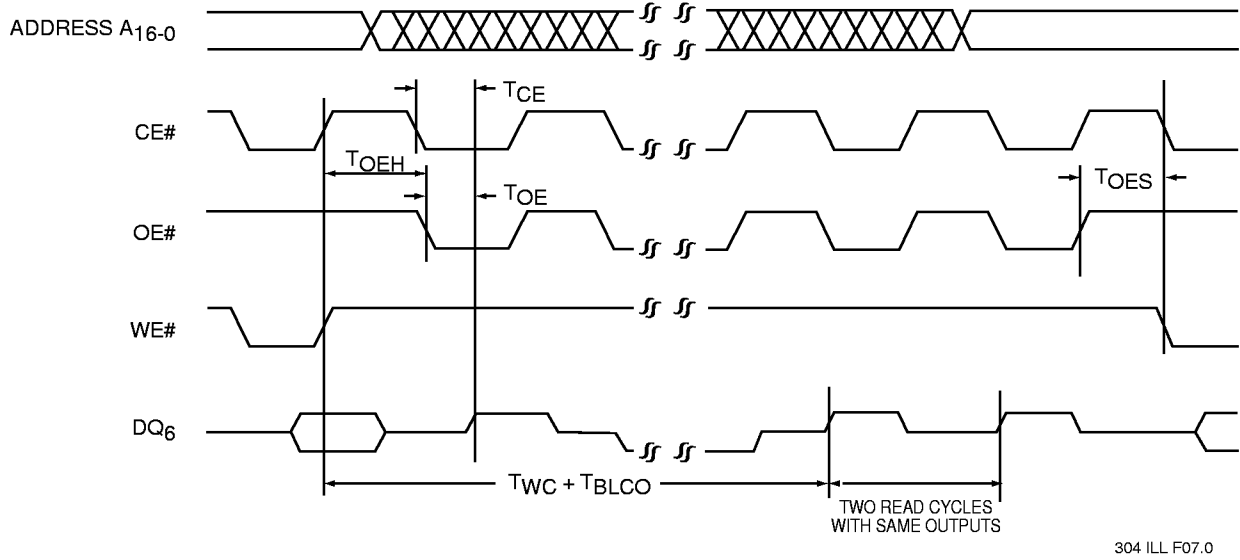 ADDRESS A16-0
TCE
CE#
TOEH
TOE
TOES
OE#
WE#
DQ6
TWC + TBLCO
TWO READ CYCLES
WITH SAME OUTPUTS
304 ILL F07.0